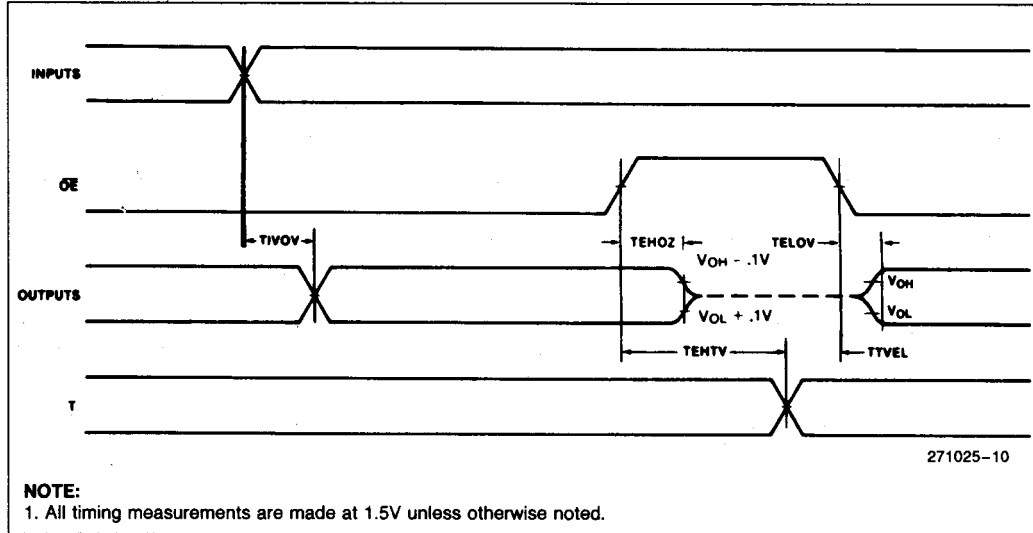 INPUTS
OE
TIVOV
TEHOZ
VOH - .1V
TELOV
OUTPUTS
VOH
VOL + .1V
VOL
TEHTV
TTVEL
T
271025-10
NOTE:
1. All timing measurements are made at 1.5V unless otherwise noted.